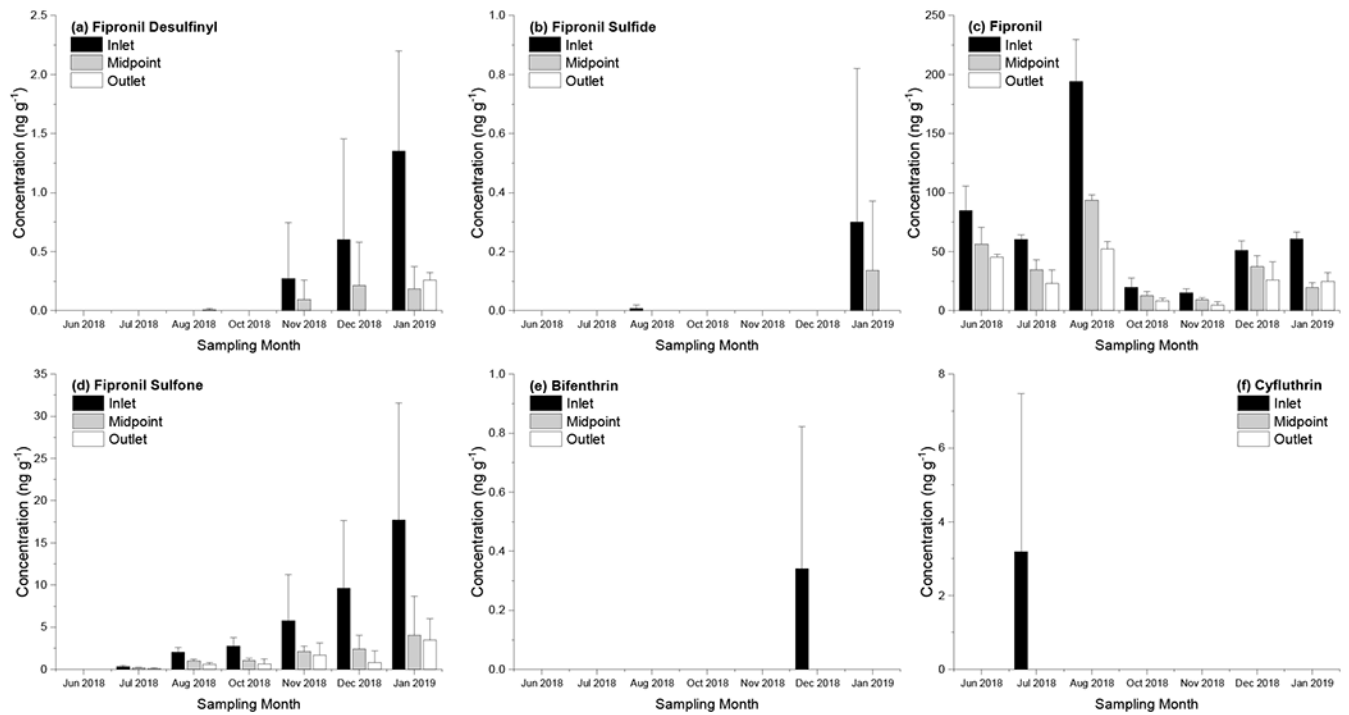 (a) Fipronil Desulfinyl
Inlet
Midpoint
Outlet
Concentration (ng g⁻¹)
2.5
2.0
1.5
1.0
0.5
0.0
Jun 2018 Jul 2018 Aug 2018 Oct 2018 Nov 2018 Dec 2018 Jan 2019
Sampling Month
(b) Fipronil Sulfide
Inlet
Midpoint
Outlet
Concentration (ng g⁻¹)
1.0
0.8
0.6
0.4
0.2
0.0
Jun 2018 Jul 2018 Aug 2018 Oct 2018 Nov 2018 Dec 2018 Jan 2019
Sampling Month
(c) Fipronil
Inlet
Midpoint
Outlet
Concentration (ng g⁻¹)
250
200
150
100
50
0
Jun 2018 Jul 2018 Aug 2018 Oct 2018 Nov 2018 Dec 2018 Jan 2019
Sampling Month
(d) Fipronil Sulfone
Inlet
Midpoint
Outlet
Concentration (ng g⁻¹)
35
30
25
20
15
10
5
0
Jun 2018 Jul 2018 Aug 2018 Oct 2018 Nov 2018 Dec 2018 Jan 2019
Sampling Month
(e) Bifenthrin
Inlet
Midpoint
Outlet
Concentration (ng g⁻¹)
1.0
0.8
0.6
0.4
0.2
0.0
Jun 2018 Jul 2018 Aug 2018 Oct 2018 Nov 2018 Dec 2018 Jan 2019
Sampling Month
(f) Cyfluthrin
Inlet
Midpoint
Outlet
Concentration (ng g⁻¹)
8
6
4
2
0
Jun 2018 Jul 2018 Aug 2018 Oct 2018 Nov 2018 Dec 2018 Jan 2019
Sampling Month